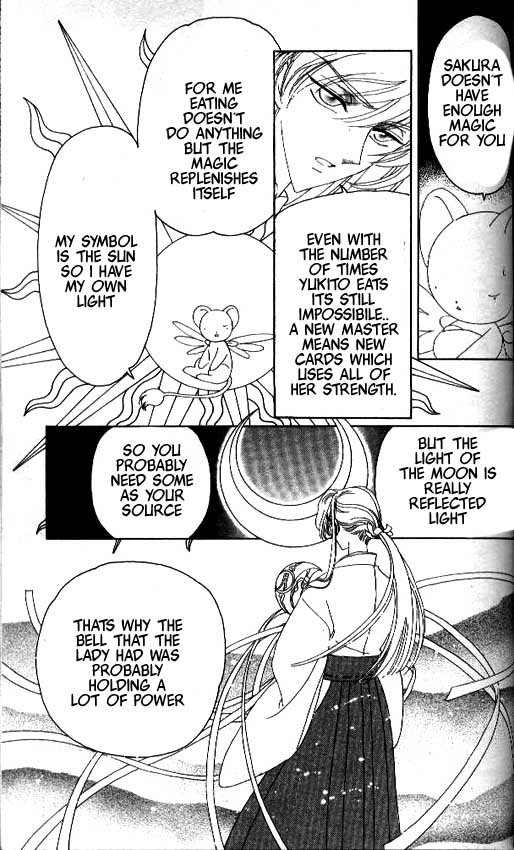 SAKURA
DOESN'T
HAVE
ENOUGH
MAGIC
FOR YOU
EVEN WITH
THE NUMBER
OF TIMES
YUKITO EATS
ITS STILL
IMPOSSIBILE..
A NEW MASTER
MEANS NEW
CARDS WHICH
USES ALL OF
HER STRENGTH.
FOR ME
EATING
DOESN'T
DO ANYTHING
BUT THE
MAGIC
REPLENISHES
ITSELF
MY SYMBOL
IS THE SUN
SO I HAVE
MY OWN
LIGHT
BUT THE
LIGHT OF
THE MOON IS
REALLY
REFLECTED
LIGHT
SO YOU
PROBABLY
NEED SOME
AS YOUR
SOURCE
THATS WHY THE
BELL THAT THE
LADY HAD WAS
PROBABLY
HOLDING A
LOT OF POWER